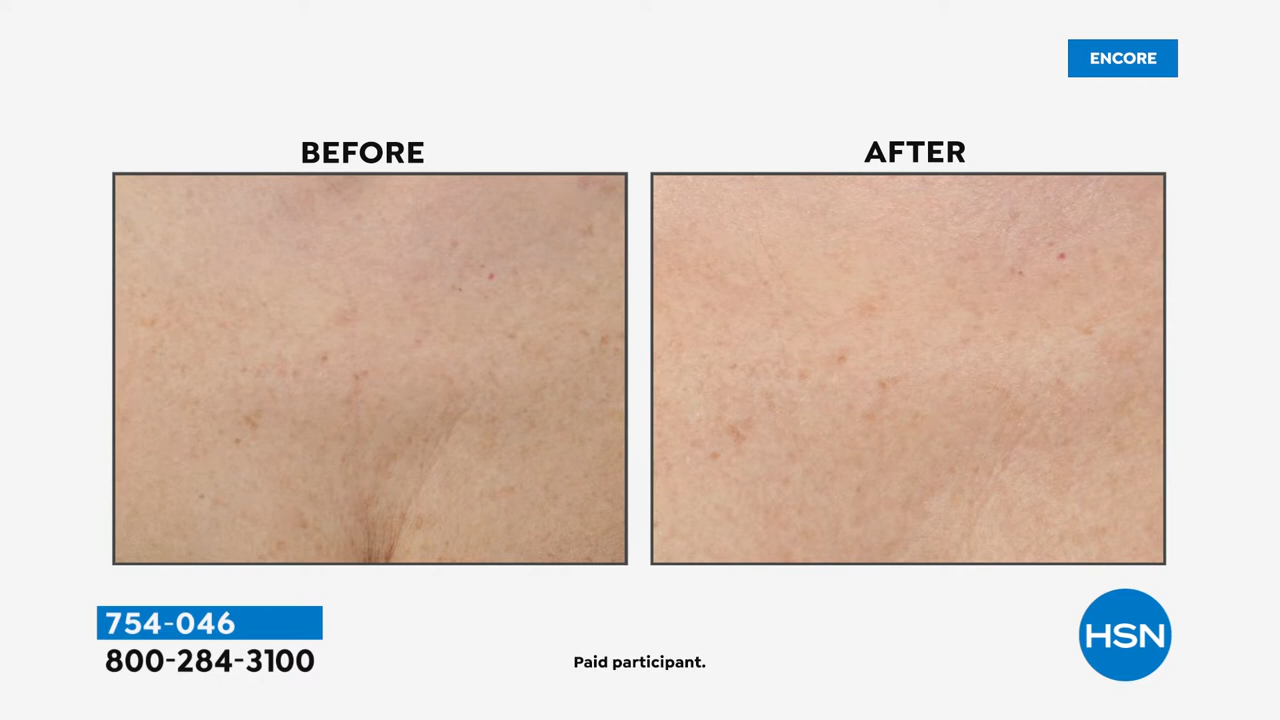 ENCORE
BEFORE
AFTER
754-046
800-284-3100
Paid participant.
HSN